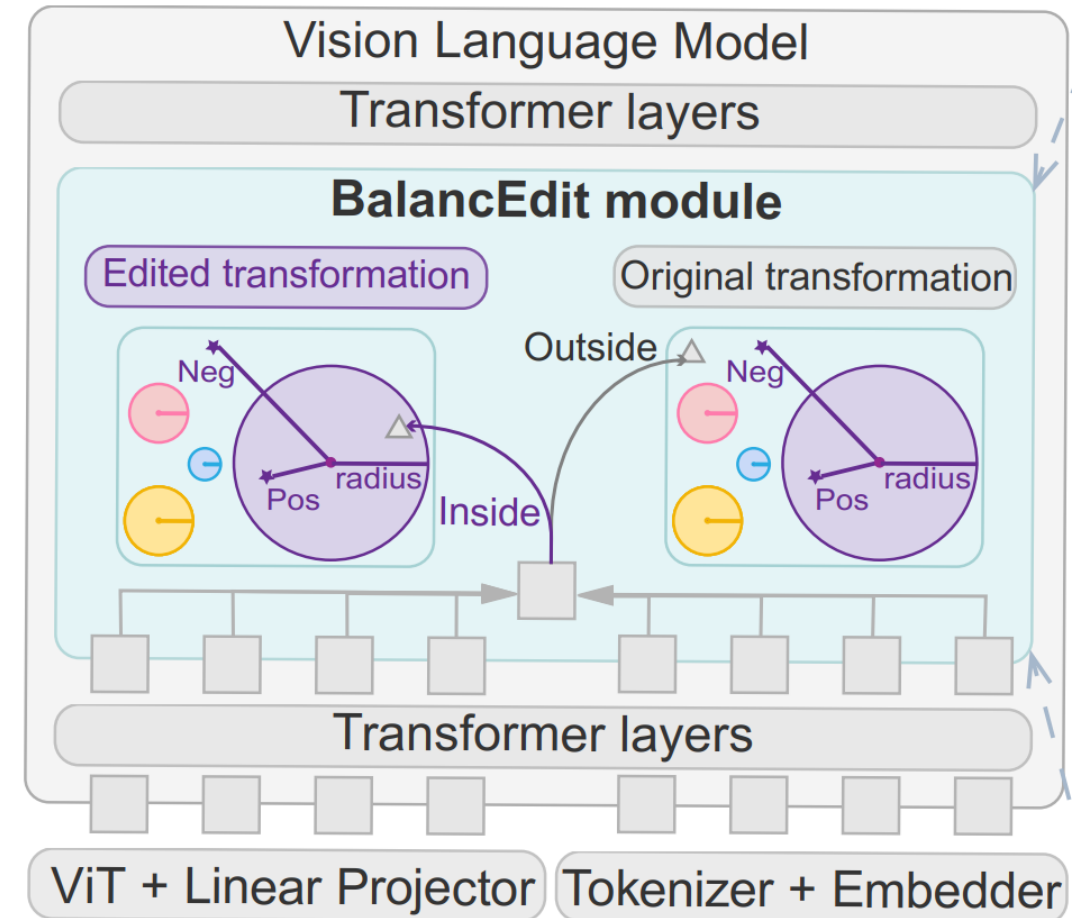 Vision Language Model
Transformer layers
BalancEdit module
Edited transformation
Original transformation
Outside
Neg
Neg
Pos
radius
Pos
radius
Inside
Transformer layers
ViT + Linear Projector
Tokenizer + Embedder